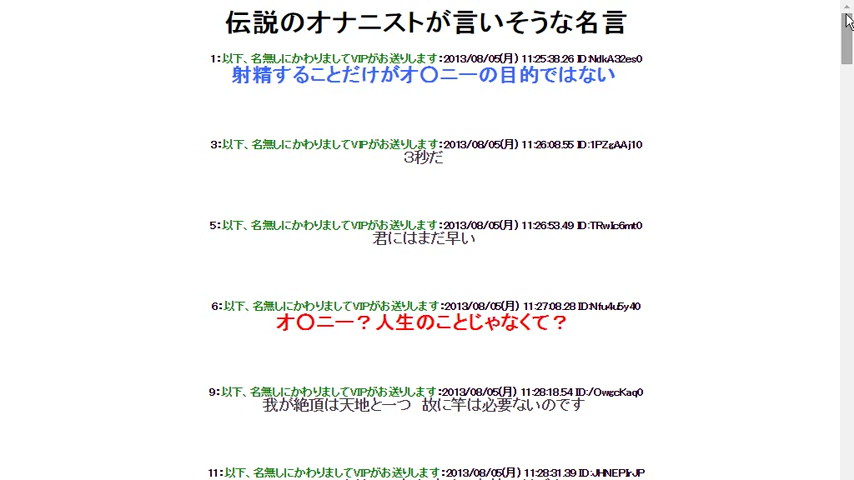 伝説のオナニストが言いそうな名言
1：以下、名無しにかわりましてVIPがお送りします：2013/08/05(月) 11:25:38.26 ID:NdkA32es0
射精することだけがオ〇ニーの目的ではない
3：以下、名無しにかわりましてVIPがお送りします：2013/08/05(月) 11:26:08.55 ID:1PZgAAj10
３秒だ
5：以下、名無しにかわりましてVIPがお送りします：2013/08/05(月) 11:26:53.49 ID:TRwIc6mt0
君にはまだ早い
6：以下、名無しにかわりましてVIPがお送りします：2013/08/05(月) 11:27:08.28 ID:Nfu4u5y40
オ〇ニー？人生のことじゃなくて？
9：以下、名無しにかわりましてVIPがお送りします：2013/08/05(月) 11:28:18.54 ID:/OwgcKaq0
我が絶頂は天地と一つ　故に竿は必要ないのです
11：以下、名無しにかわりましてVIPがお送りします：2013/08/05(月) 11:28:31.39 ID:JHNEPIrJP